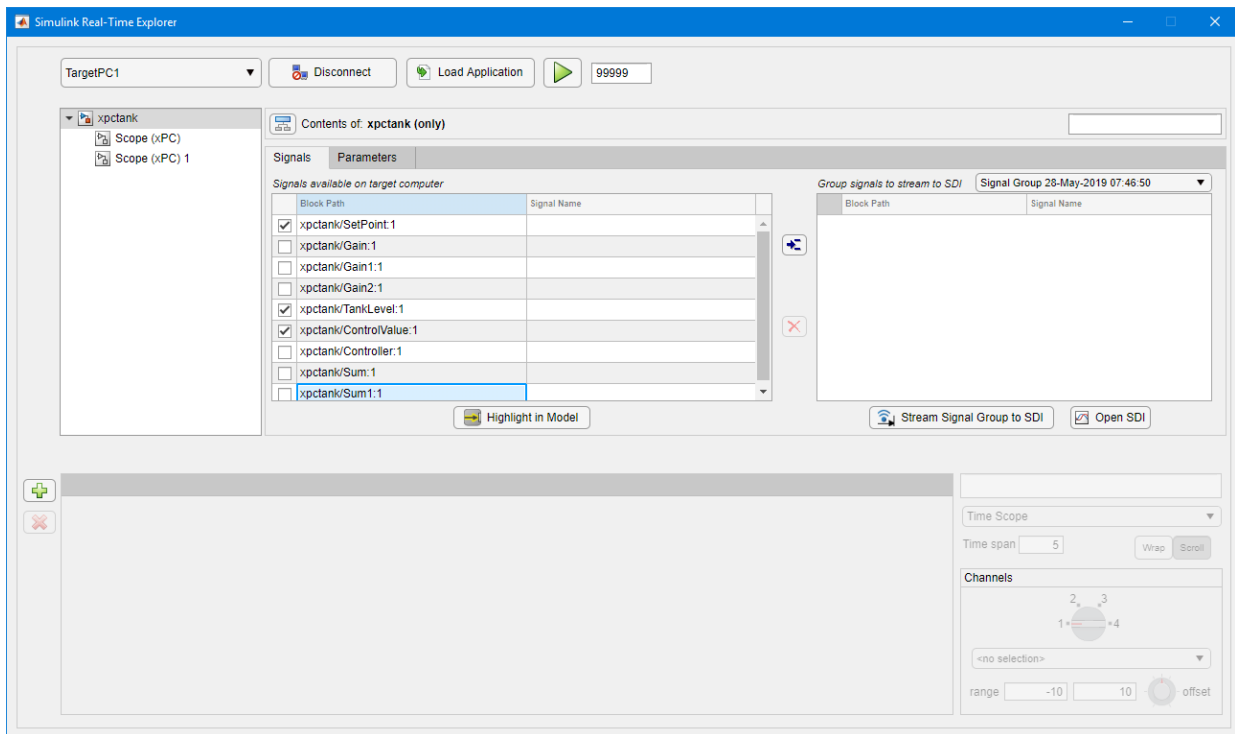 Simulink Real-Time Explorer
TargetPC1 Disconnect Load Application 99999
xpctank
Scope (xPC)
Scope (xPC) 1
Contents of: xpctank (only)
Signals Parameters
Signals available on target computer
Block Path Signal Name
xpctank/SetPoint:1
xpctank/Gain:1
xpctank/Gain1:1
xpctank/Gain2:1
xpctank/TankLevel:1
xpctank/ControlValue:1
xpctank/Controller:1
xpctank/Sum:1
xpctank/Sum1:1
Highlight in Model
Group signals to stream to SDI Signal Group 28-May-2019 07:46:50
Block Path Signal Name
Stream Signal Group to SDI Open SDI
Time Scope
Time span 5 Wrap Scroll
Channels
2 3
1 4
<no selection>
range -10 10 offset